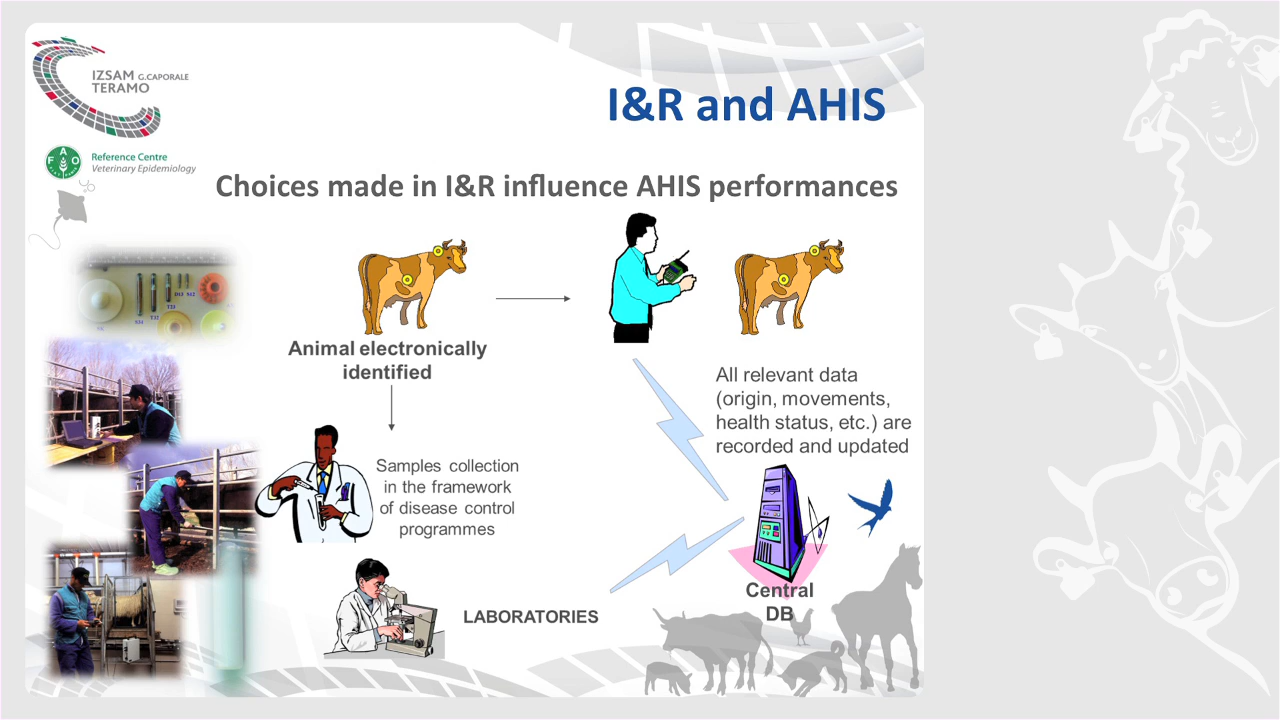 IZSAM G.CAPORALE
TERAMO
FAO
Reference Centre
Veterinary Epidemiology
I&R and AHIS
Choices made in I&R influence AHIS performances
Animal electronically
identified
All relevant data
(origin, movements,
health status, etc.) are
recorded and updated
Samples collection
in the framework
of disease control
programmes
LABORATORIES
Central
DB